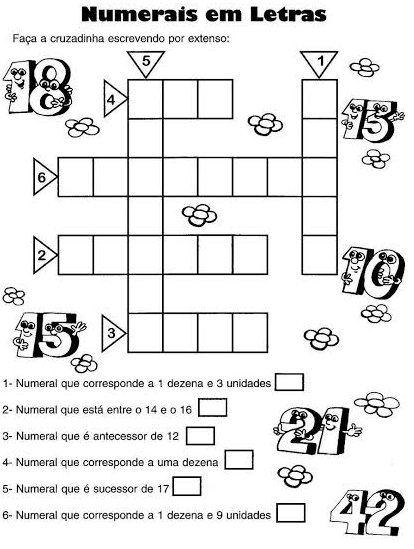 Numerais em Letras
Faça a cruzadinha escrevendo por extenso:
5
1
18
4
15
6
2
10
15
3
1- Numeral que corresponde a 1 dezena e 3 unidades
2- Numeral que está entre o 14 e o 16
3- Numeral que é antecessor de 12
21
4- Numeral que corresponde a uma dezena
5- Numeral que é sucessor de 17
6- Numeral que corresponde a 1 dezena e 9 unidades
42